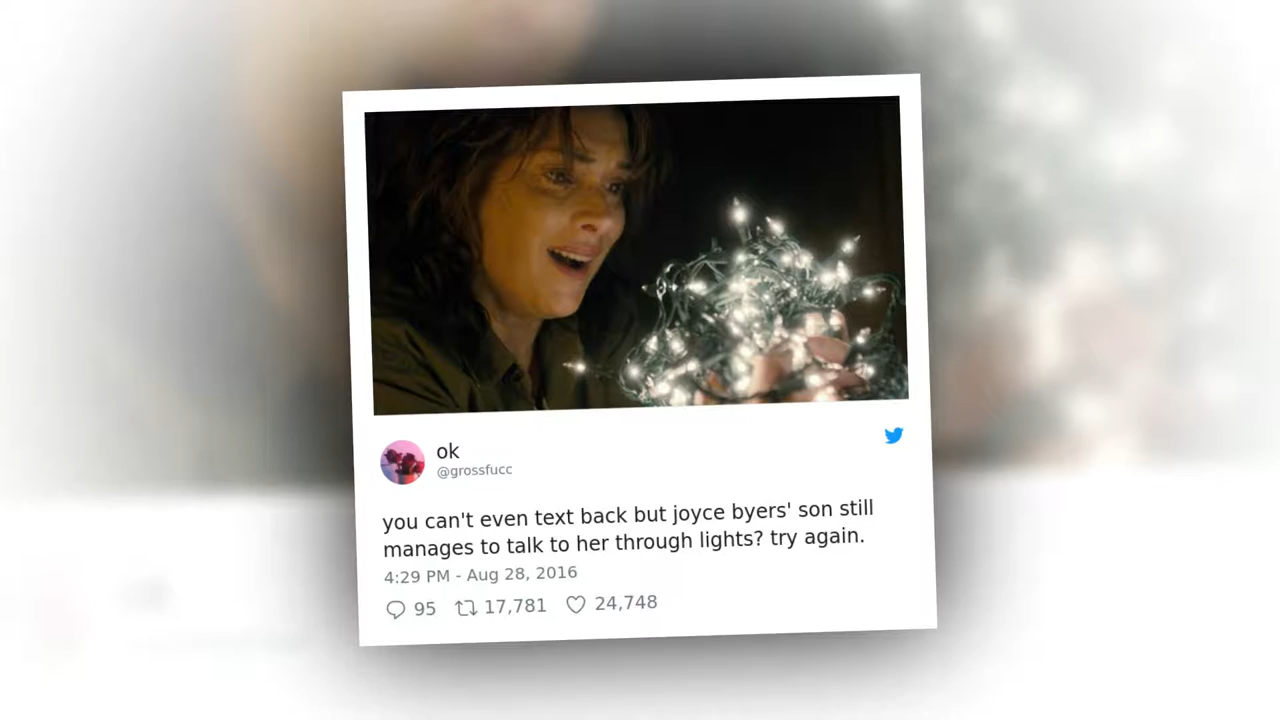 ok
@grossfucc
you can't even text back but joyce byers' son still
manages to talk to her through lights? try again.
4:29 PM - Aug 28, 2016
95 17,781 24,748